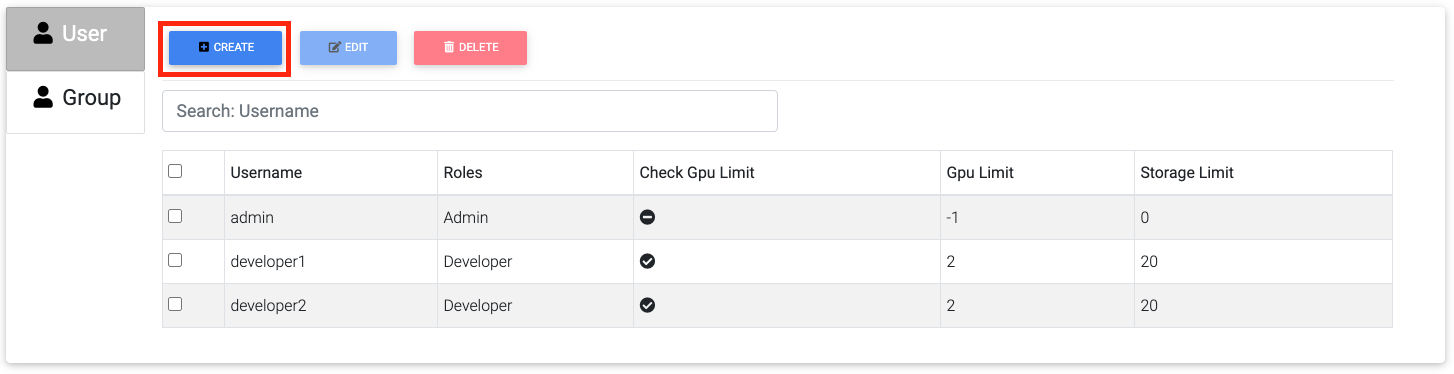 User
Group
CREATE EDIT DELETE
Search: Username
Username Roles Check Gpu Limit Gpu Limit Storage Limit
admin Admin -1 0
developer1 Developer 2 20
developer2 Developer 2 20